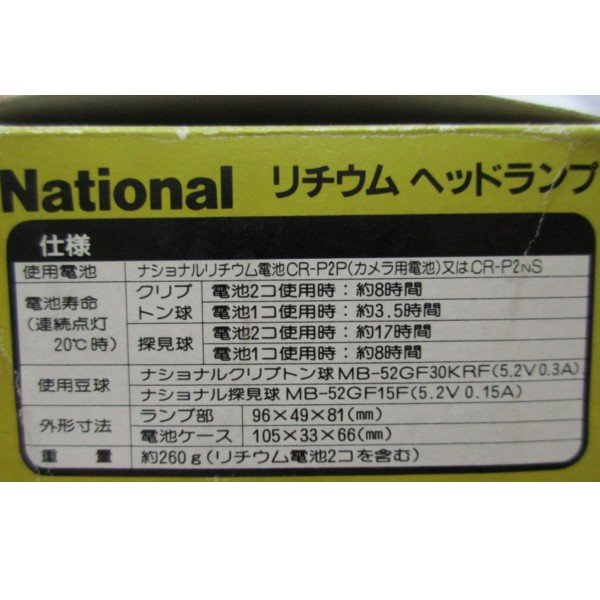 National リチウム ヘッドランプ
仕様
使用電池 ナショナルリチウム電池CR-P2P(カメラ用電池)又はCR-P2NS
電池寿命 (連続点灯 20℃時) クリプトン球 電池2コ使用時：約8時間
電池1コ使用時：約3.5時間
探見球 電池2コ使用時：約17時間
電池1コ使用時：約8時間
使用豆球 ナショナルクリプトン球MB-52GF30KRF(5.2V0.3A)
ナショナル探見球MB-52GF15F(5.2V 0.15A)
外形寸法 ランプ部 96×49×81(mm)
電池ケース 105×33×66(mm)
重量 約260g(リチウム電池2コを含む)